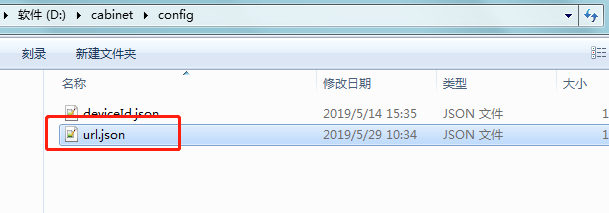 软件 (D:) ▸ cabinet ▸ config
刻录 新建文件夹
名称 修改日期 类型 大小
deviceId.json 2019/5/14 15:35 JSON 文件 1
url.json 2019/5/29 10:34 JSON 文件 1